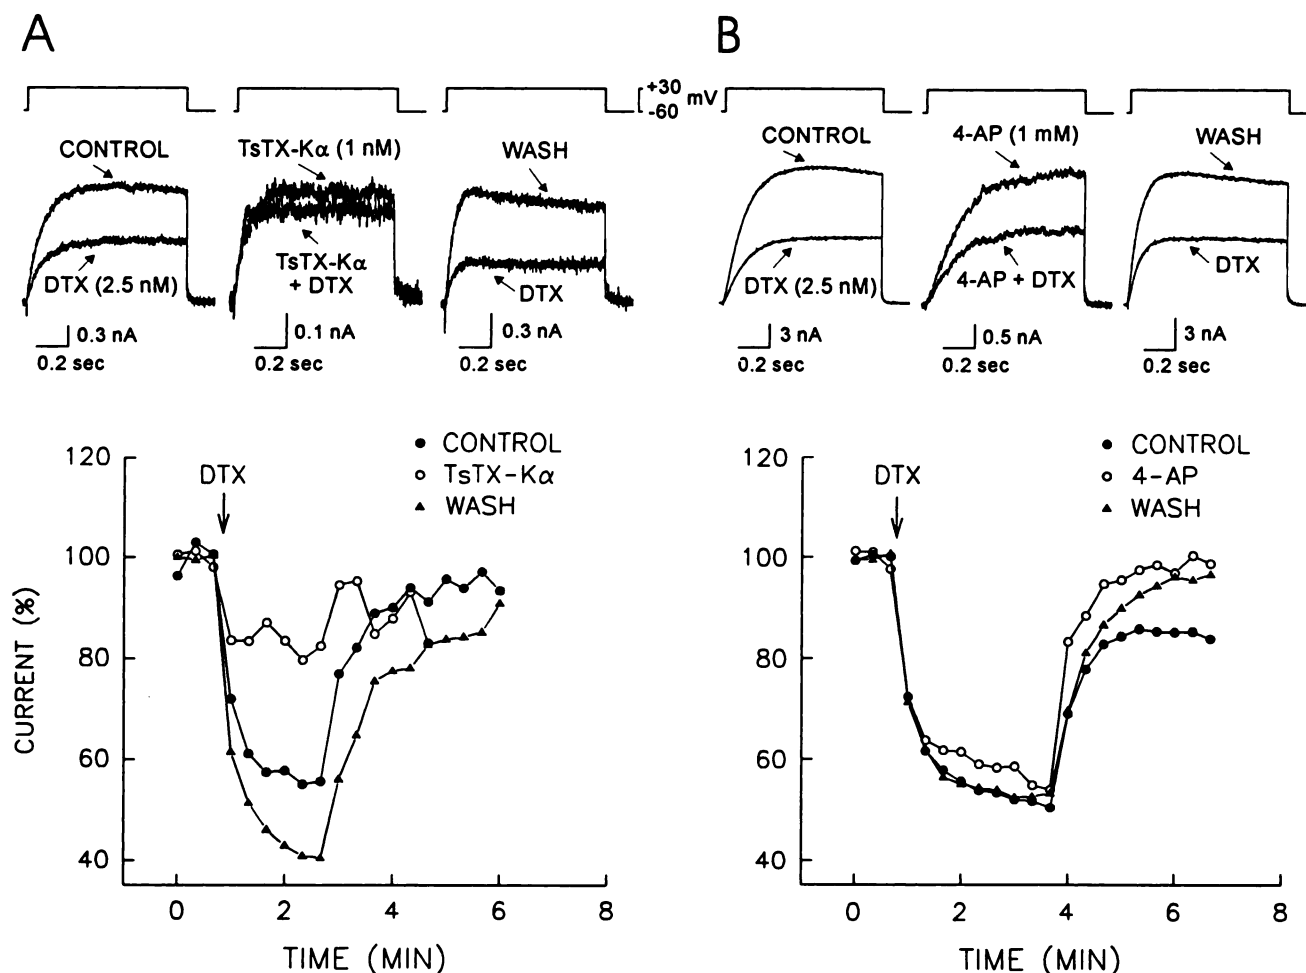 A
B
+30
-60 mV
CONTROL
DTX (2.5 nM)
0.3 nA
0.2 sec
TsTX-Kα (1 nM)
TsTX-Kα
+ DTX
0.1 nA
0.2 sec
WASH
DTX
0.3 nA
0.2 sec
CONTROL
DTX (2.5 nM)
3 nA
0.2 sec
4-AP (1 mM)
4-AP + DTX
0.5 nA
0.2 sec
WASH
DTX
3 nA
0.2 sec
CURRENT (%)
120
100
80
60
40
DTX
CONTROL
TsTX-Kα
WASH
0 2 4 6 8
TIME (MIN)
120
100
80
60
40
DTX
CONTROL
4-AP
WASH
0 2 4 6 8
TIME (MIN)